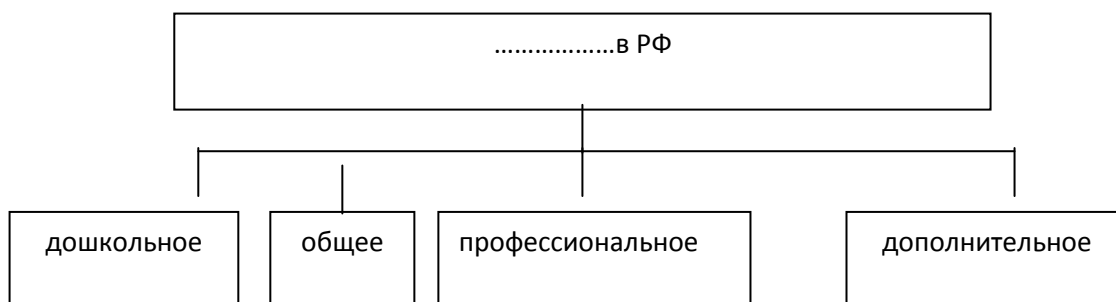 ………………в РФ
дошкольное
общее
профессиональное
дополнительное